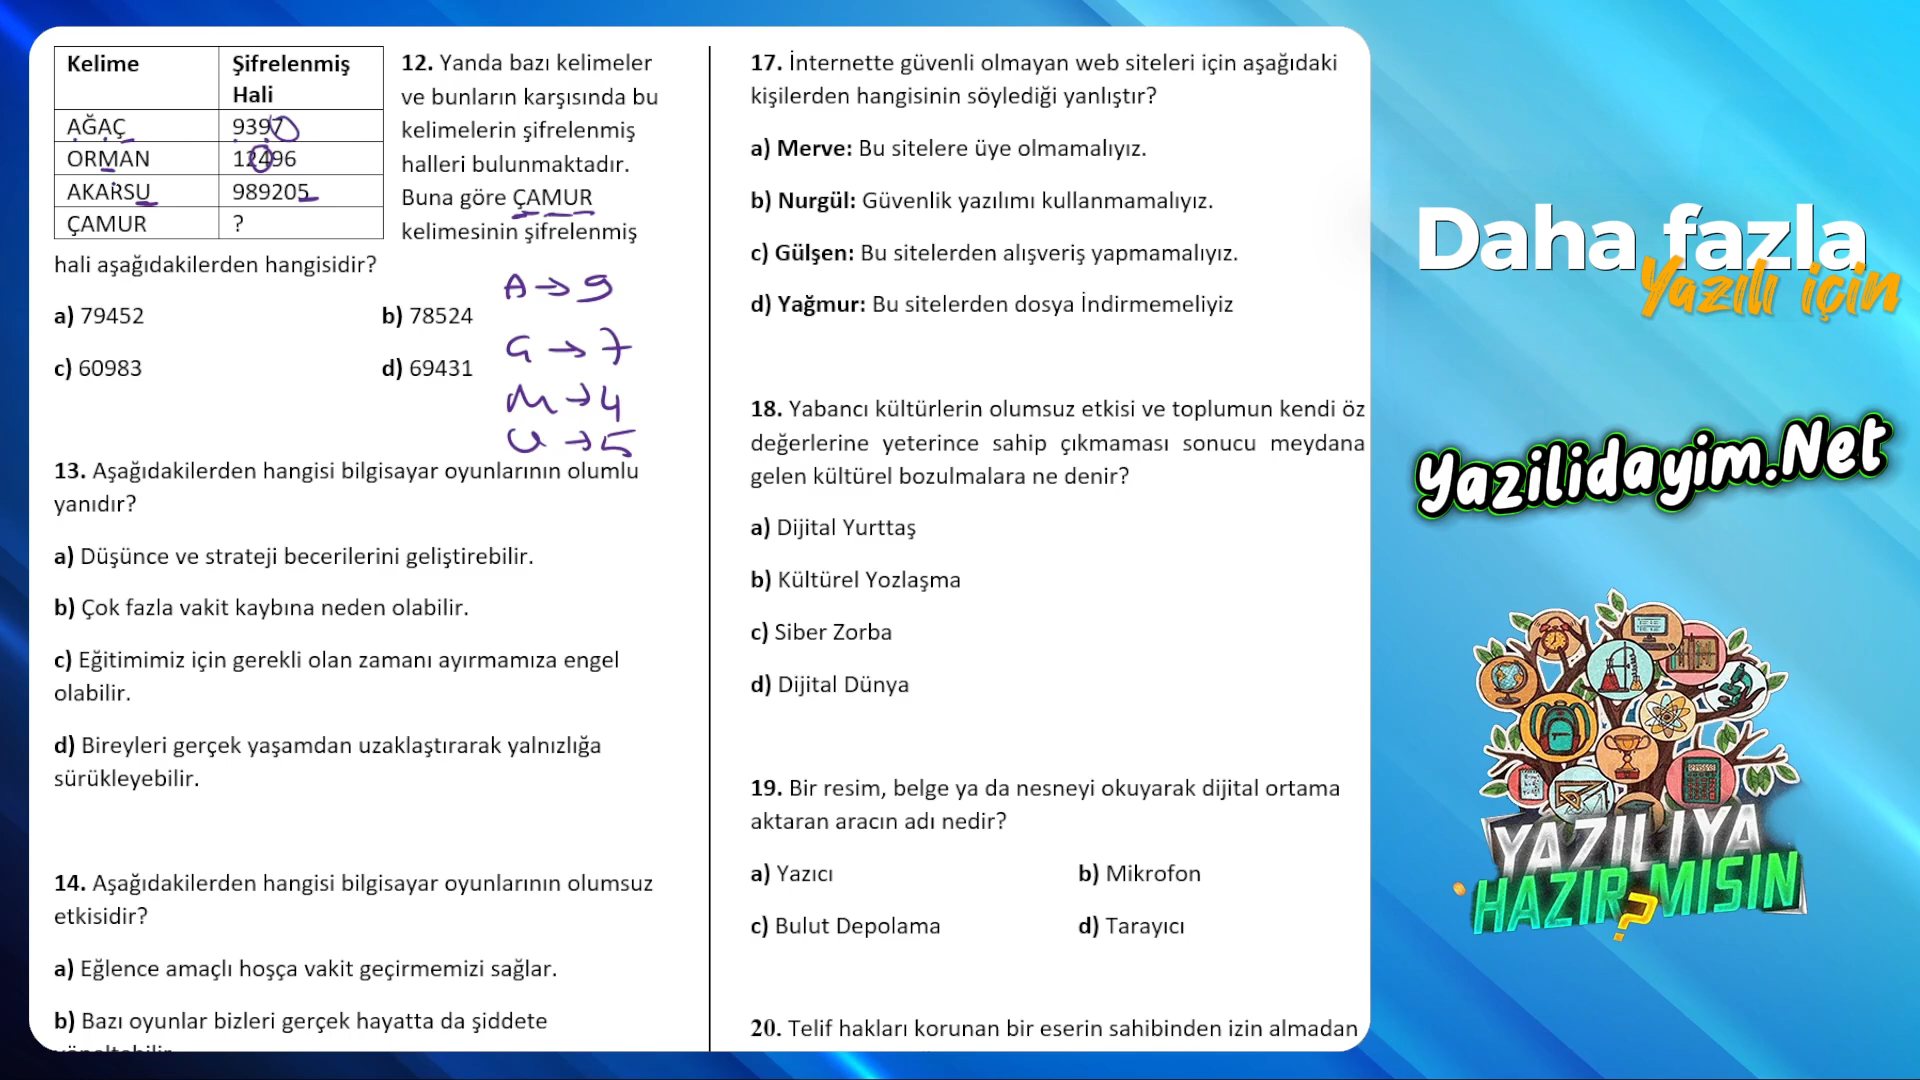 Kelime Şifrelenmiş Hali
AĞAÇ 9397
ORMAN 12496
AKARSU 989205
ÇAMUR ?
12. Yanda bazı kelimeler
ve bunların karşısında bu
kelimelerin şifrelenmiş
halleri bulunmaktadır.
Buna göre ÇAMUR
kelimesinin şifrelenmiş
hali aşağıdakilerden hangisidir?
a) 79452 b) 78524
c) 60983 d) 69431
A → 9
Ç → 7
M → 4
U → 5
13. Aşağıdakilerden hangisi bilgisayar oyunlarının olumlu
yanıdır?
a) Düşünce ve strateji becerilerini geliştirebilir.
b) Çok fazla vakit kaybına neden olabilir.
c) Eğitimimiz için gerekli olan zamanı ayırmamıza engel
olabilir.
d) Bireyleri gerçek yaşamdan uzaklaştırarak yalnızlığa
sürükleyebilir.
14. Aşağıdakilerden hangisi bilgisayar oyunlarının olumsuz
etkisidir?
a) Eğlence amaçlı hoşça vakit geçirmemizi sağlar.
b) Bazı oyunlar bizleri gerçek hayatta da şiddete
17. İnternette güvenli olmayan web siteleri için aşağıdaki
kişilerden hangisinin söylediği yanlıştır?
a) Merve: Bu sitelere üye olmamalıyız.
b) Nurgül: Güvenlik yazılımı kullanmamalıyız.
c) Gülşen: Bu sitelerden alışveriş yapmamalıyız.
d) Yağmur: Bu sitelerden dosya İndirmemeliyiz
18. Yabancı kültürlerin olumsuz etkisi ve toplumun kendi öz
değerlerine yeterince sahip çıkmaması sonucu meydana
gelen kültürel bozulmalara ne denir?
a) Dijital Yurttaş
b) Kültürel Yozlaşma
c) Siber Zorba
d) Dijital Dünya
19. Bir resim, belge ya da nesneyi okuyarak dijital ortama
aktaran aracın adı nedir?
a) Yazıcı b) Mikrofon
c) Bulut Depolama d) Tarayıcı
20. Telif hakları korunan bir eserin sahibinden izin almadan
Daha fazla
Yazılı için
Yazilidayim.Net
YAZILIYA
HAZIR MISIN
?